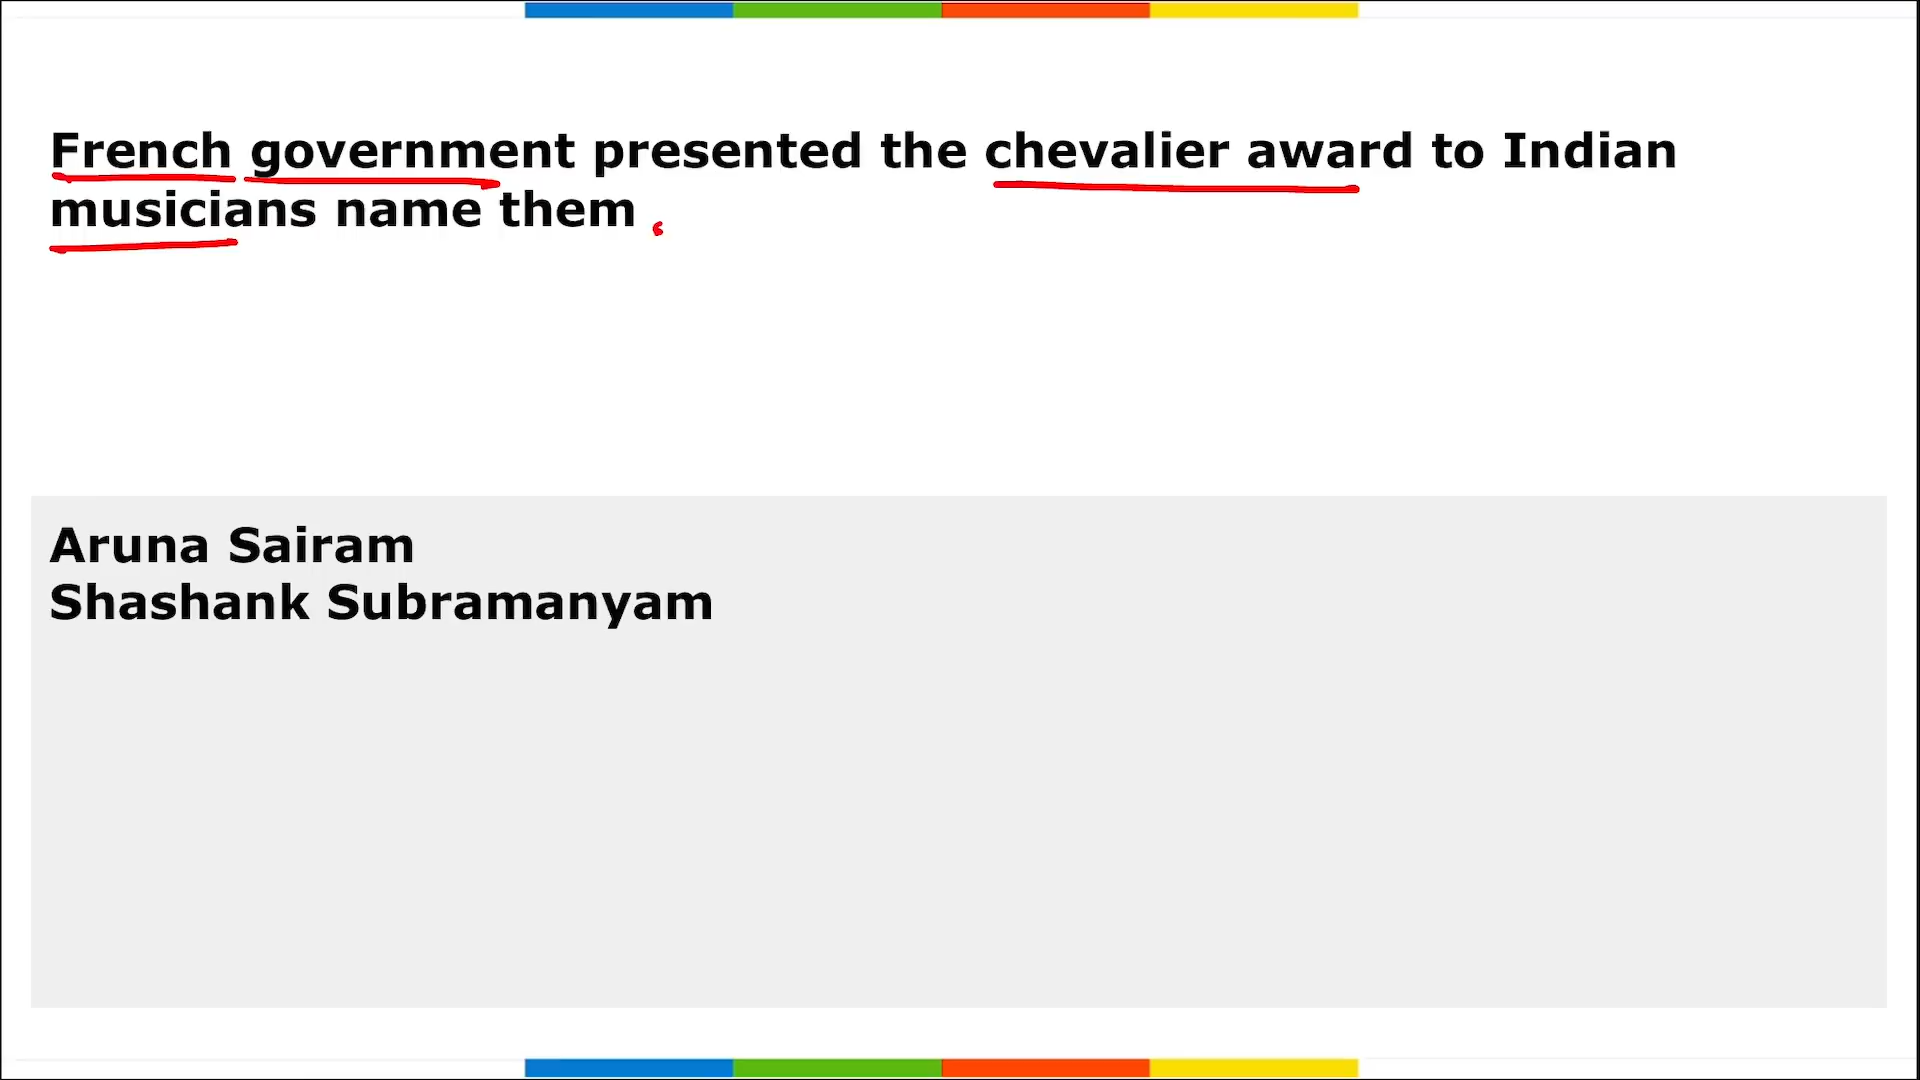 French government presented the chevalier award to Indian
musicians name them
Aruna Sairam
Shashank Subramanyam